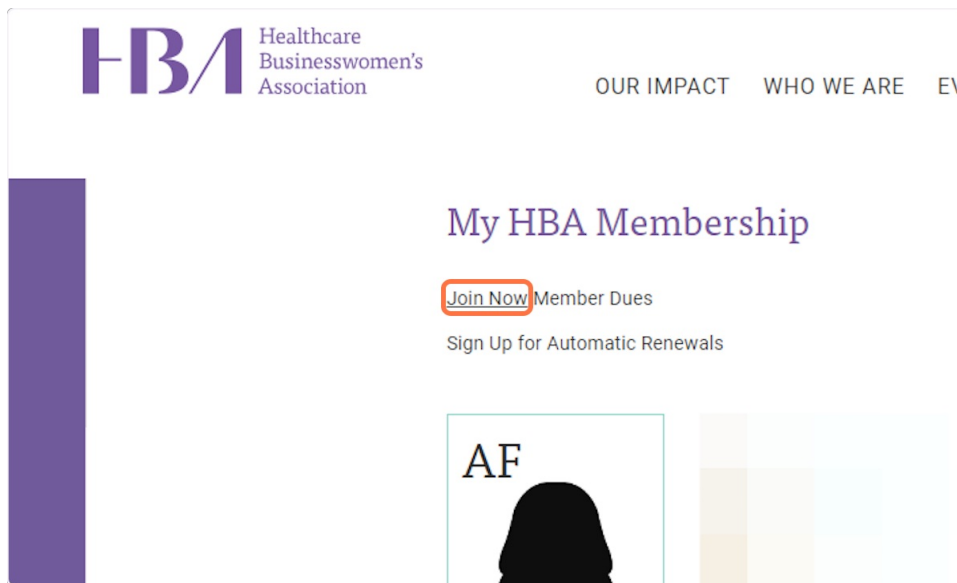 HBA
Healthcare
Businesswomen's
Association
OUR IMPACT WHO WE ARE
My HBA Membership
Join Now Member Dues
Sign Up for Automatic Renewals
AF